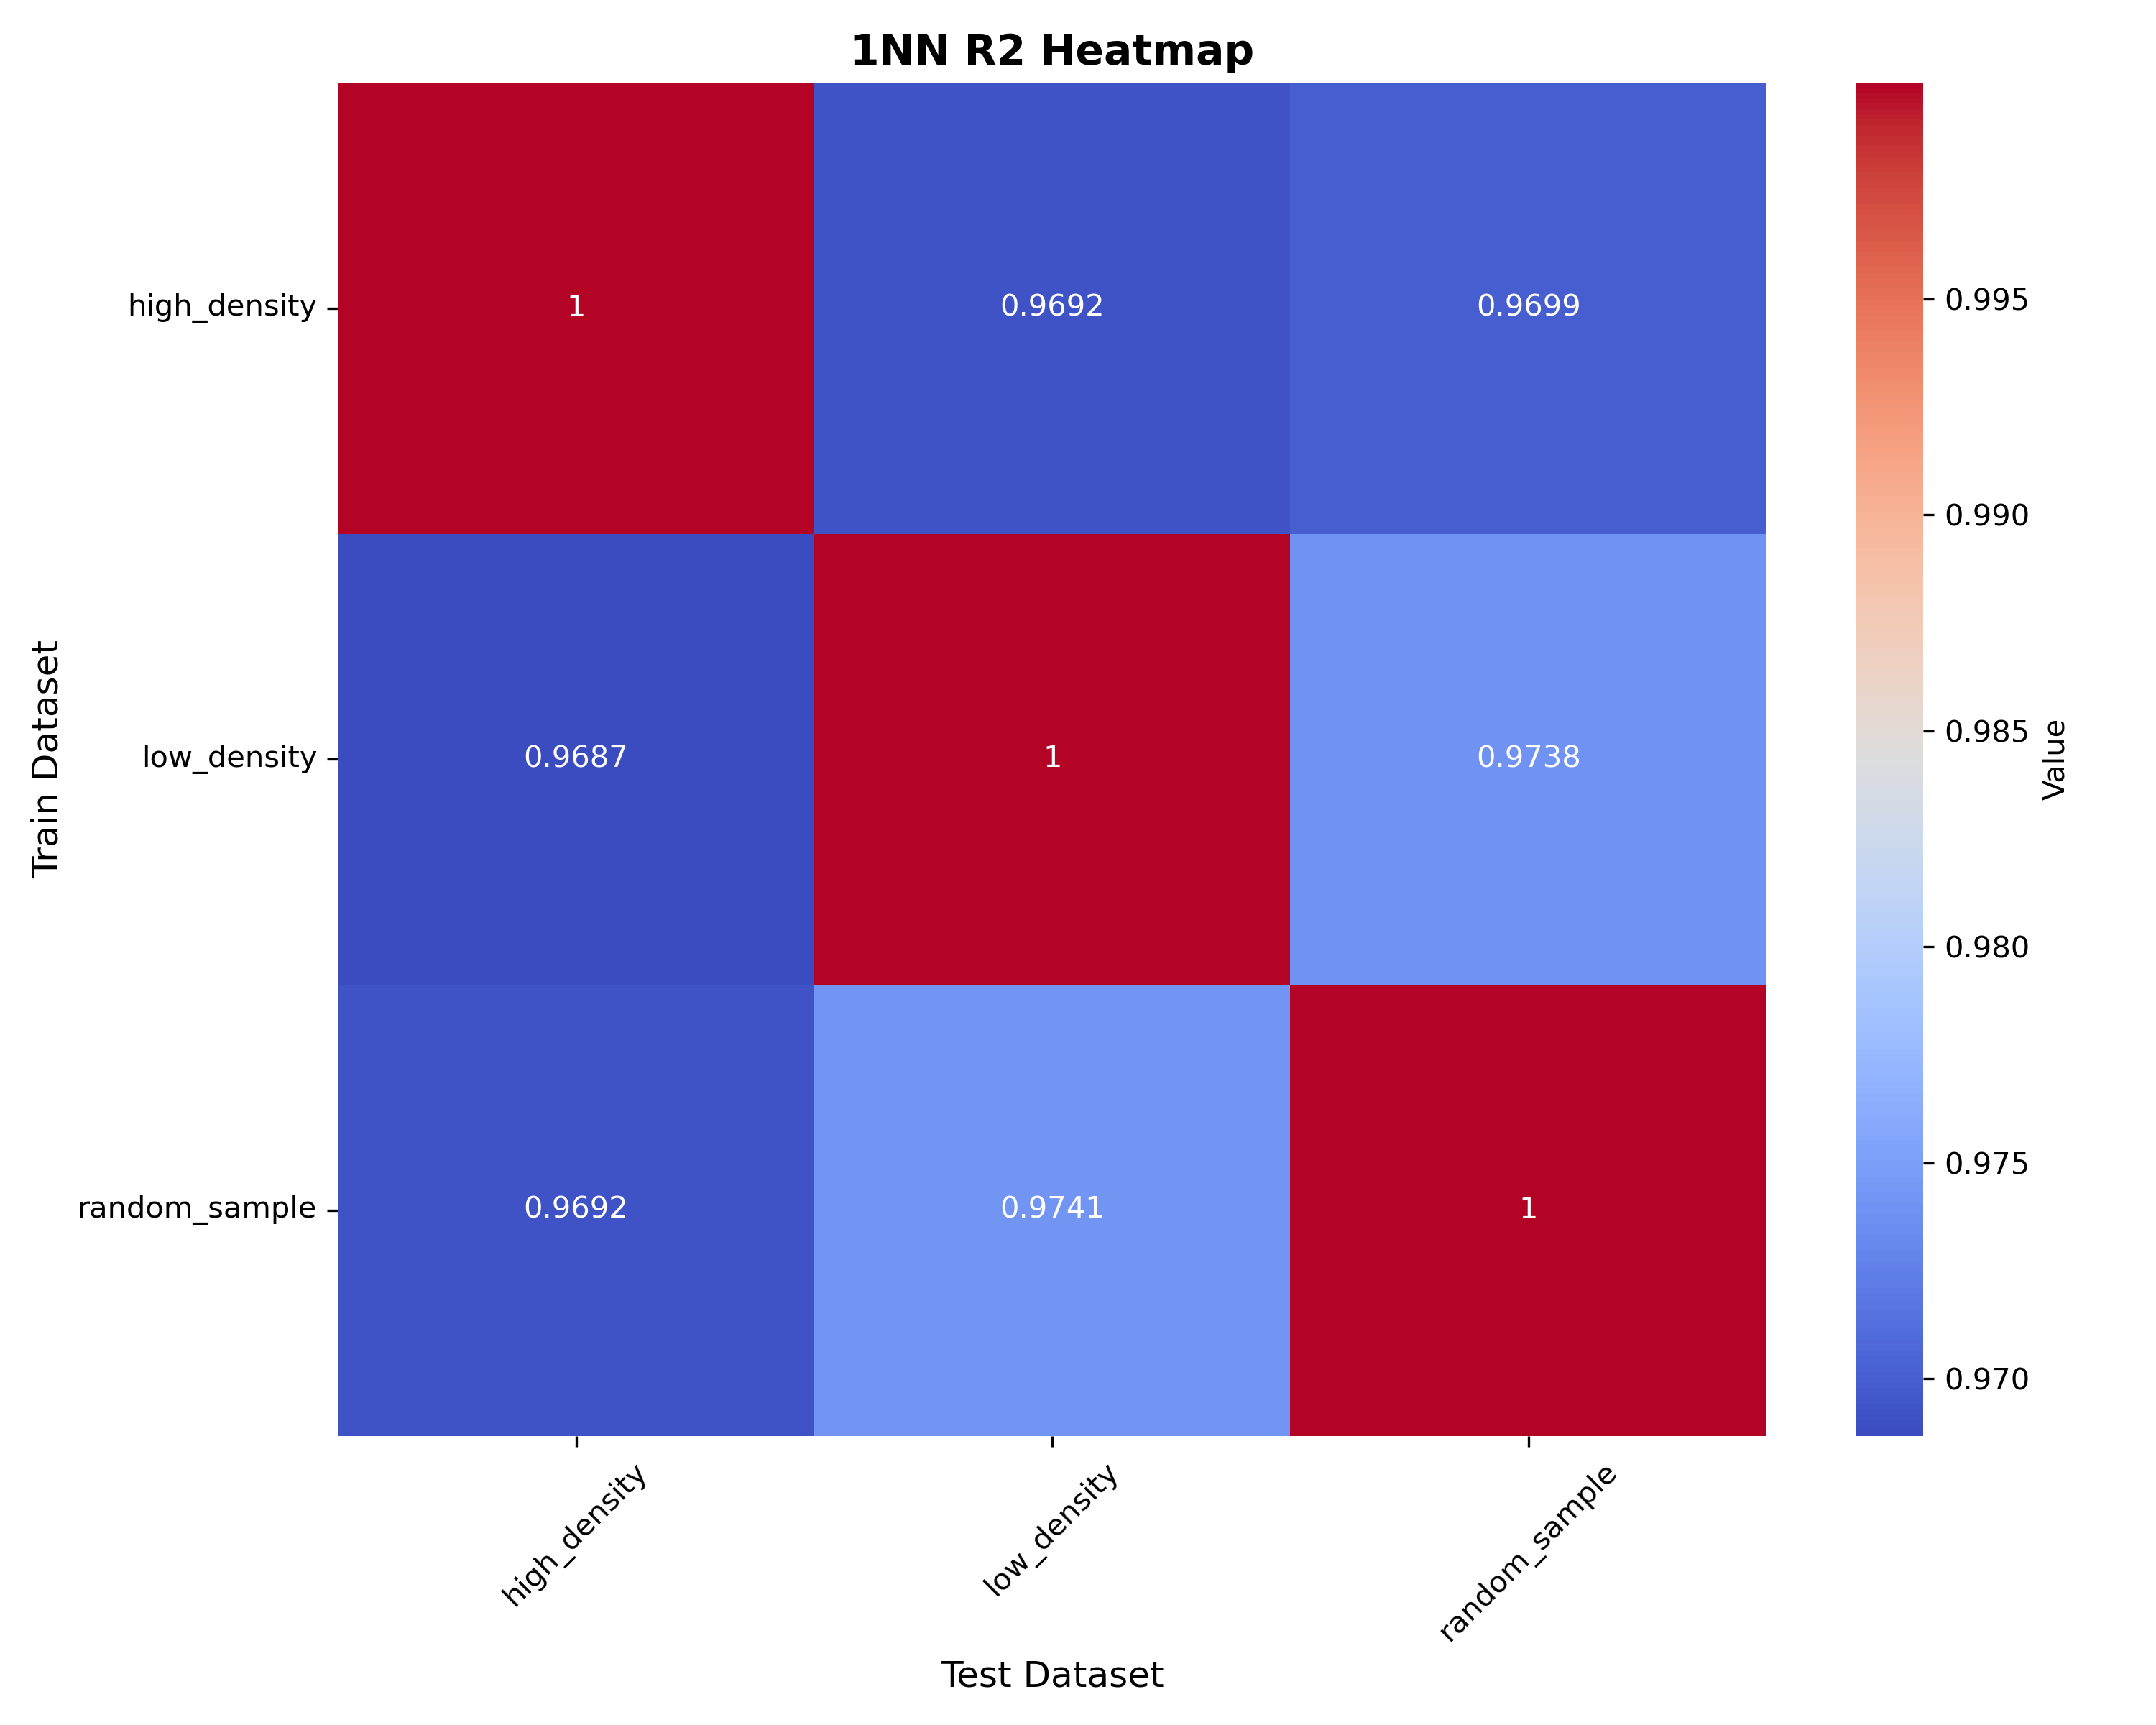 1NN R2 Heatmap
Train Dataset
high_density
1
0.9692
0.9699
low_density
0.9687
1
0.9738
random_sample
0.9692
0.9741
1
high_density
low_density
random_sample
Test Dataset
0.995
0.990
0.985
0.980
0.975
0.970
Value